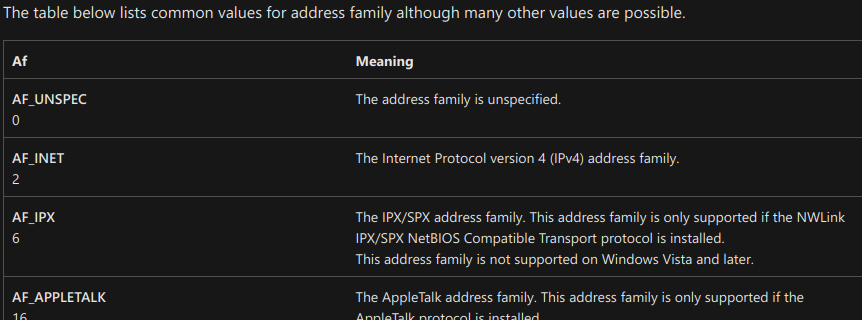 The table below lists common values for address family although many other values are possible.
Af Meaning
AF_UNSPEC The address family is unspecified.
0
AF_INET The Internet Protocol version 4 (IPv4) address family.
2
AF_IPX The IPX/SPX address family. This address family is only supported if the NWLink
6 IPX/SPX NetBIOS Compatible Transport protocol is installed.
This address family is not supported on Windows Vista and later.
AF_APPLETALK The AppleTalk address family. This address family is only supported if the
16 AppleTalk protocol is installed